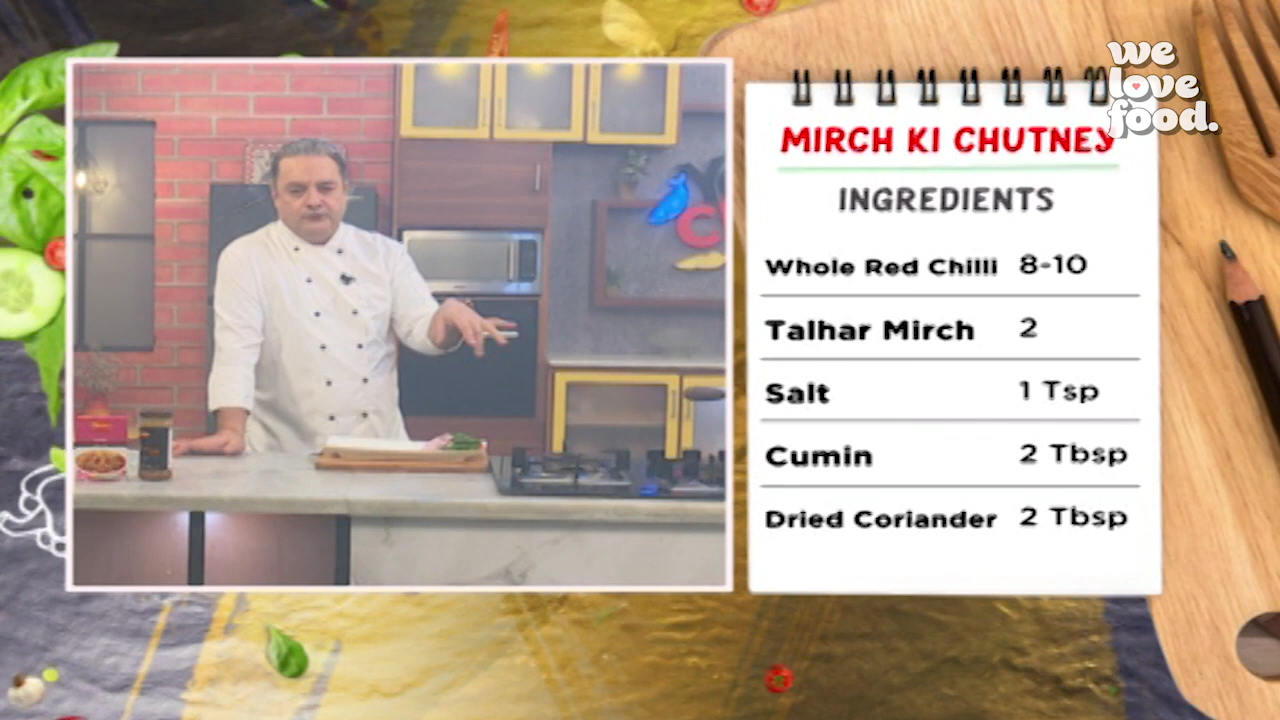 we
love
food.
MIRCH KI CHUTNEY
INGREDIENTS
Whole Red Chilli 8-10
Talhar Mirch 2
Salt 1 Tsp
Cumin 2 Tbsp
Dried Coriander 2 Tbsp